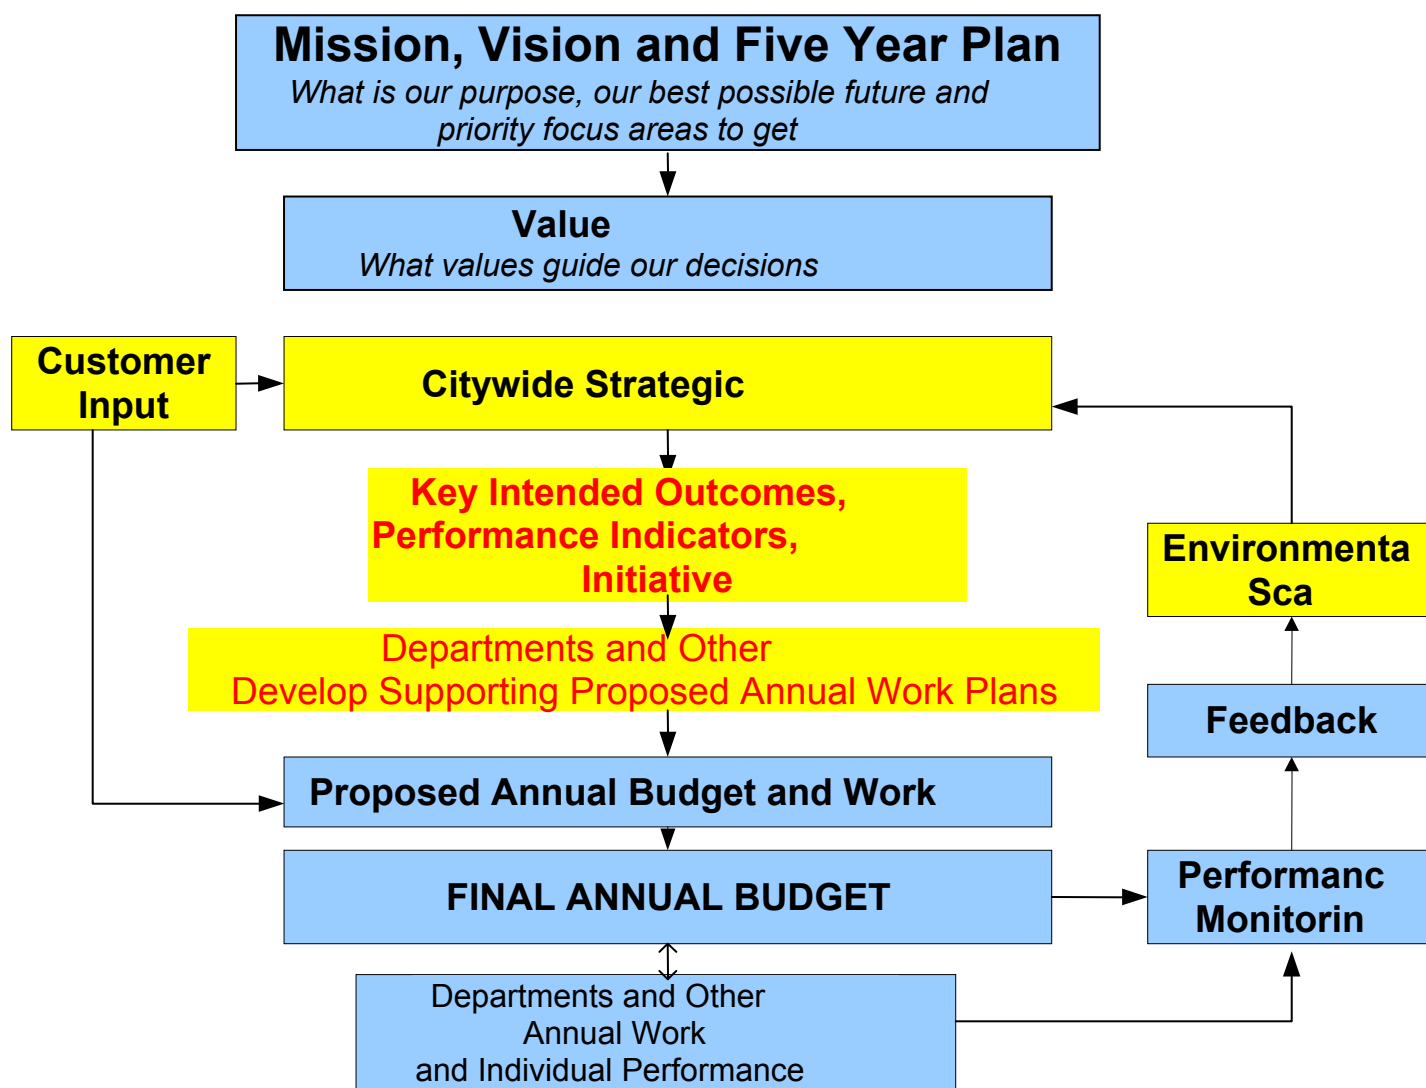 Mission, Vision and Five Year Plan
What is our purpose, our best possible future and
priority focus areas to get
Value
What values guide our decisions
Customer
Input
Citywide Strategic
Key Intended Outcomes,
Performance Indicators,
Initiative
Environmenta
Sca
Departments and Other
Develop Supporting Proposed Annual Work Plans
Feedback
Proposed Annual Budget and Work
FINAL ANNUAL BUDGET
Performanc
Monitorin
Departments and Other
Annual Work
and Individual Performance